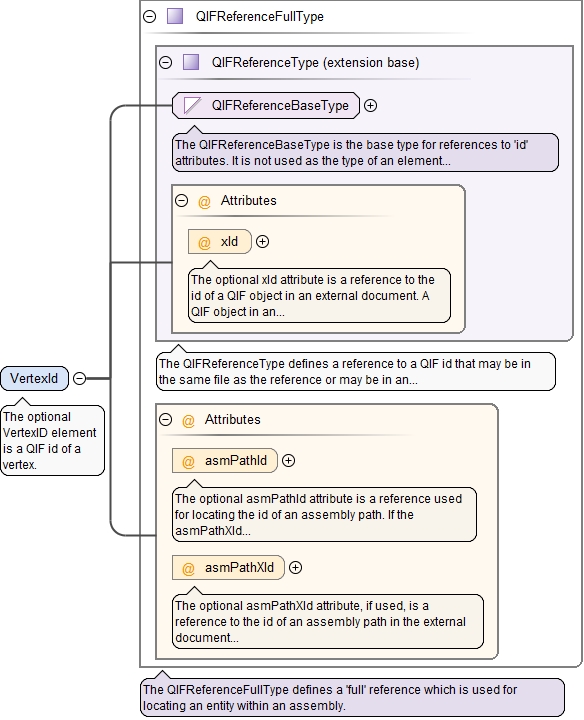 QIFReferenceFullType
QIFReferenceType (extension base)
QIFReferenceBaseType
The QIFReferenceBaseType is the base type for references to 'id'
attributes. It is not used as the type of an element...
@ Attributes
@ xId
The optional xId attribute is a reference to the
id of a QIF object in an external document. A
QIF object in an...
The QIFReferenceType defines a reference to a QIF id that may be in
the same file as the reference or may be in an...
VertexId
The optional
VertexID element
is a QIF id of a
vertex.
@ Attributes
@ asmPathId
The optional asmPathId attribute is a reference used
for locating the id of an assembly path. If the
asmPathXId...
@ asmPathXId
The optional asmPathXId attribute, if used, is a
reference to the id of an assembly path in the external
document...
The QIFReferenceFullType defines a 'full' reference which is used for
locating an entity within an assembly.